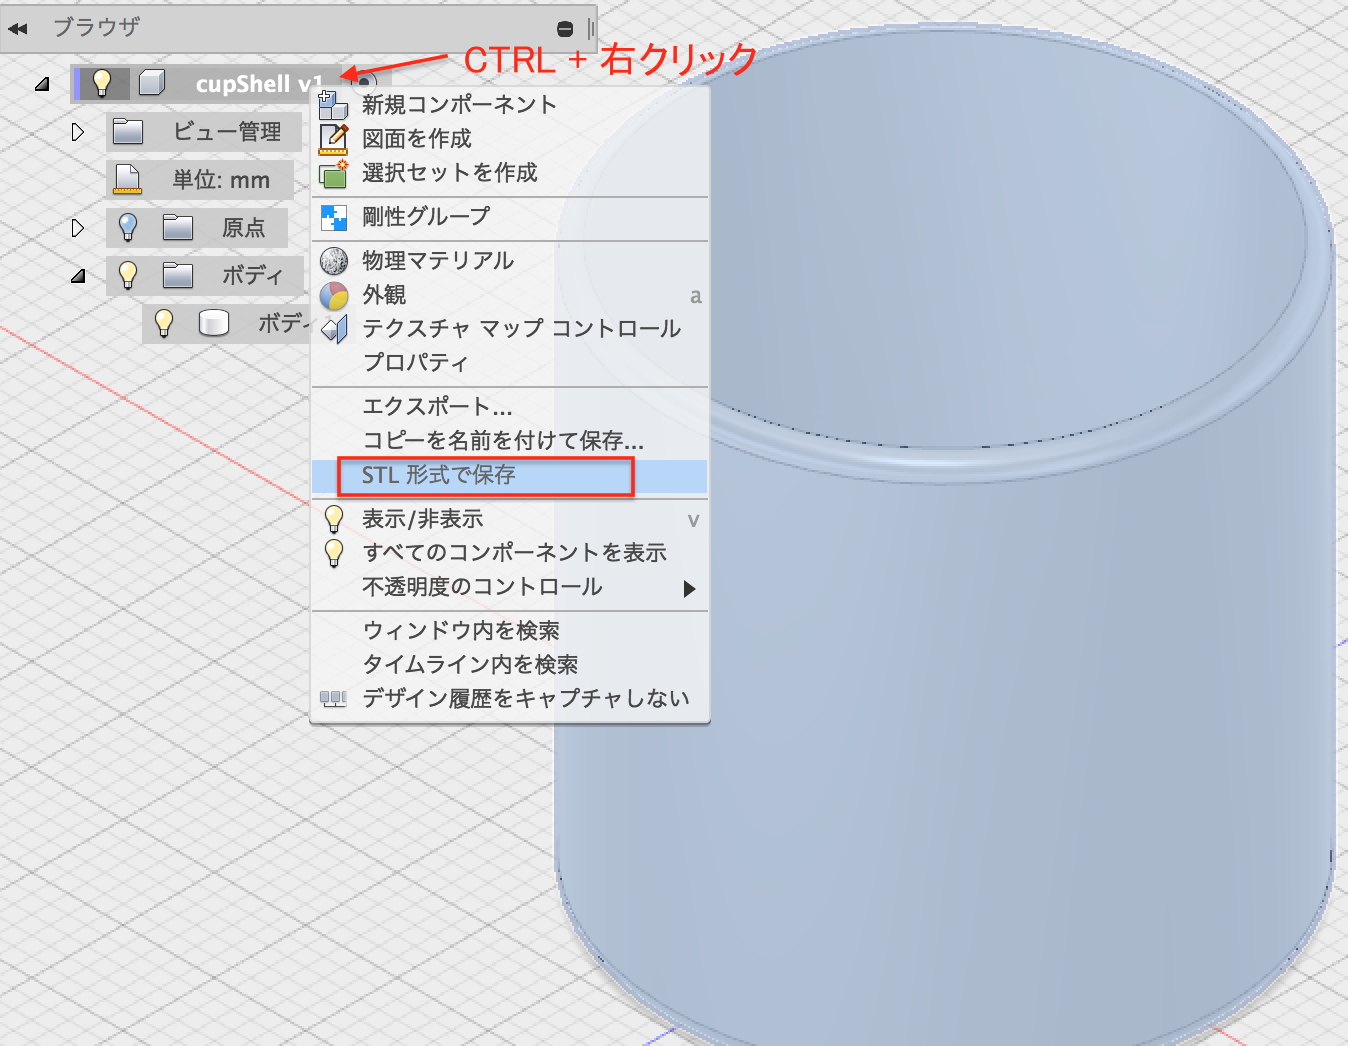 ブラウザ
CTRL + 右クリック
cupShell v1
ビュー管理
単位: mm
原点
ボディ
ボディ
新規コンポーネント
図面を作成
選択セットを作成
剛性グループ
物理マテリアル
外観 a
テクスチャ マップ コントロール
プロパティ
エクスポート...
コピーを名前を付けて保存...
STL 形式で保存
表示/非表示 v
すべてのコンポーネントを表示
不透明度のコントロール
ウィンドウ内を検索
タイムライン内を検索
デザイン履歴をキャプチャしない